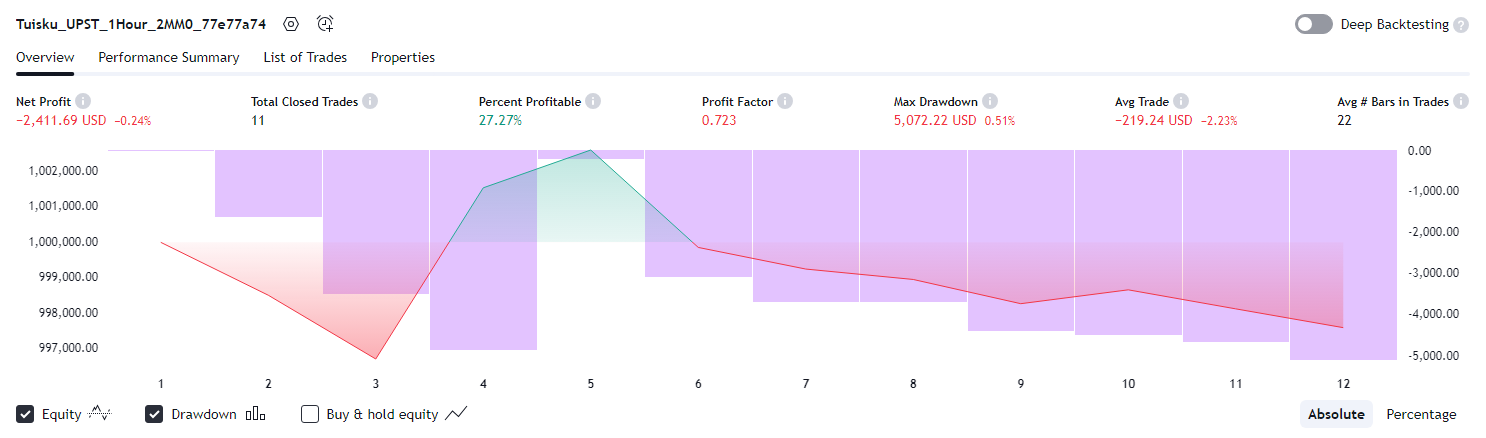 Tuisku_UPST_1Hour_2MM0_77e77a74 Deep Backtesting ?
Overview Performance Summary List of Trades Properties
Net Profit i Total Closed Trades i Percent Profitable i Profit Factor i Max Drawdown i Avg Trade i Avg # Bars in Trades i
−2,411.69 USD −0.24% 11 27.27% 0.723 5,072.22 USD 0.51% −219.24 USD −2.23% 22
0.00
1,002,000.00
-1,000.00
1,001,000.00
-2,000.00
1,000,000.00
-3,000.00
999,000.00
998,000.00
-4,000.00
997,000.00
-5,000.00
1 2 3 4 5 6 7 8 9 10 11 12
Equity Drawdown Buy & hold equity Absolute Percentage